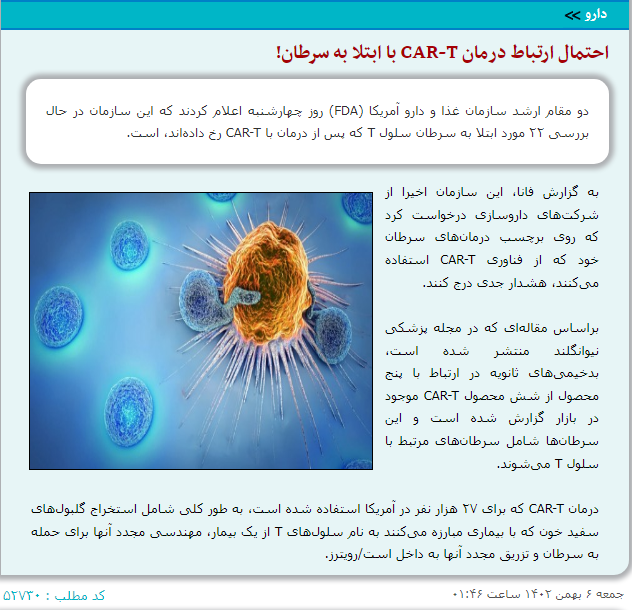 دارو >>
احتمال ارتباط درمان CAR-T با ابتلا به سرطان!
دو مقام ارشد سازمان غذا و دارو آمریکا (FDA) روز چهارشنبه اعلام کردند که این سازمان در حال
بررسی ۲۲ مورد ابتلا به سرطان سلول T که پس از درمان با CAR-T رخ داده‌اند، است.
به گزارش فانا، این سازمان اخیرا از
شرکت‌های داروسازی درخواست کرد
که روی برچسب درمان‌های سرطان
خود که از فناوری CAR-T استفاده
می‌کنند، هشدار جدی درج کنند.
براساس مقاله‌ای که در مجله پزشکی
نیوانگلند منتشر شده است،
بدخیمی‌های ثانویه در ارتباط با پنج
محصول از شش محصول CAR-T موجود
در بازار گزارش شده است و این
سرطان‌ها شامل سرطان‌های مرتبط با
سلول T می‌شوند.
درمان CAR-T که برای ۲۷ هزار نفر در آمریکا استفاده شده است، به طور کلی شامل استخراج گلبول‌های
سفید خون که با بیماری مبارزه می‌کنند به نام سلول‌های T از یک بیمار، مهندسی مجدد آنها برای حمله
به سرطان و تزریق مجدد آنها به داخل است/رویترز.
جمعه ۶ بهمن ۱۴۰۲ ساعت ۰۱:۴۶
کد مطلب : ۵۲۷۳۰